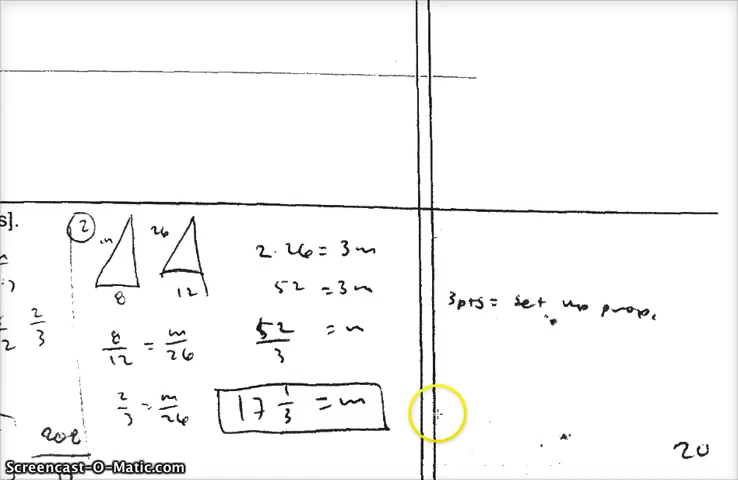 s].
2
m
26
8
12
2 · 26 = 3m
52 = 3m
8/12 = m/26
52/3 = m
2/3
2/3 = m/26
17 1/3 = m
3pts = set up prop.
202
20
SCREENCAST-O-MATIC.com